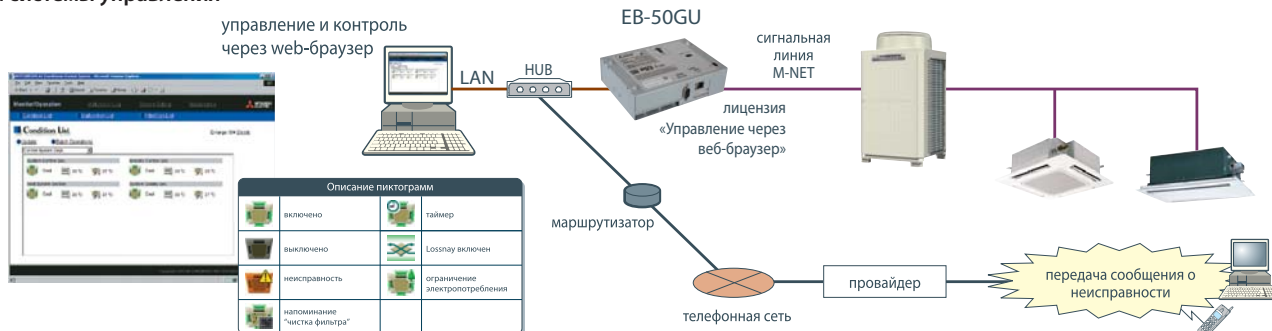 системы управления
управление и контроль
через web-браузер
LAN
HUB
EB-50GU
сигнальная
линия
M-NET
лицензия
«Управление через
веб-браузер»
маршрутизатор
телефонная сеть
провайдер
передача сообщения о
неисправности
Condition List
Описание пиктограмм
включено
таймер
выключено
Lossnay включен
неисправность
ограничение
электропотребления
напоминание
"чистка фильтра"